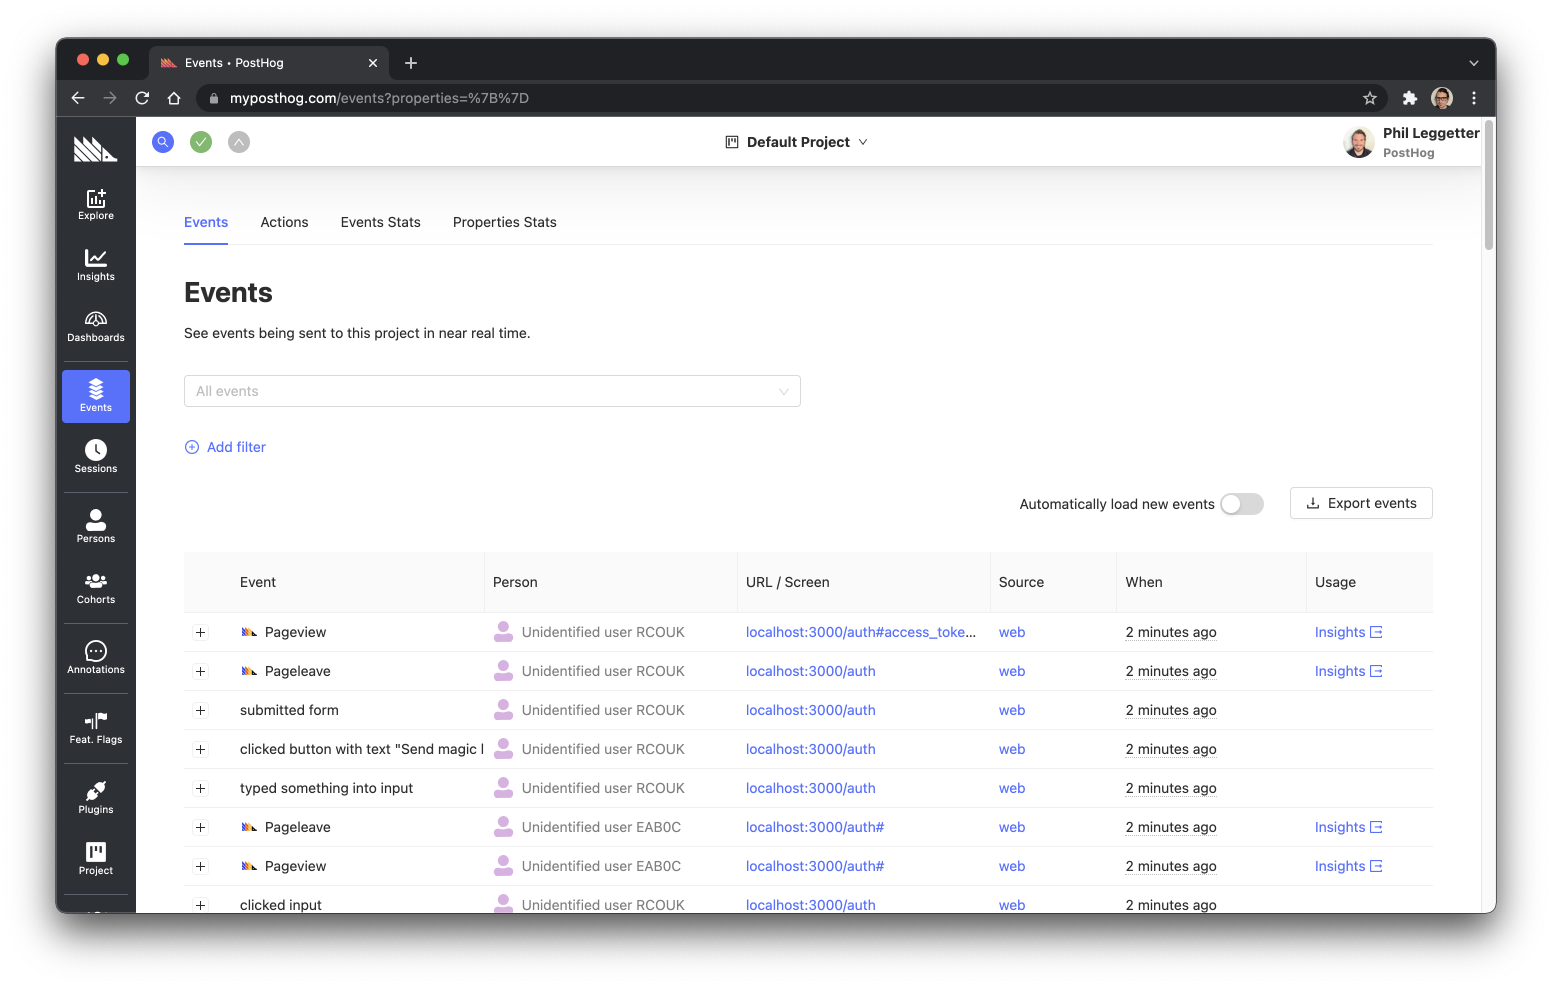 Events • PostHog
myposthog.com/events?properties=%7B%7D
Default Project
Phil Leggetter
PostHog
Explore
Insights
Dashboards
Events
Sessions
Persons
Cohorts
Annotations
Feat. Flags
Plugins
Project
Events Actions Events Stats Properties Stats
Events
See events being sent to this project in near real time.
All events
Add filter
Automatically load new events
Export events
Event Person URL / Screen Source When Usage
Pageview Unidentified user RCOUK localhost:3000/auth#access_toke... web 2 minutes ago Insights
Pageleave Unidentified user RCOUK localhost:3000/auth web 2 minutes ago Insights
submitted form Unidentified user RCOUK localhost:3000/auth web 2 minutes ago
clicked button with text "Send magic l Unidentified user RCOUK localhost:3000/auth web 2 minutes ago
typed something into input Unidentified user RCOUK localhost:3000/auth web 2 minutes ago
Pageleave Unidentified user EAB0C localhost:3000/auth# web 2 minutes ago Insights
Pageview Unidentified user EAB0C localhost:3000/auth# web 2 minutes ago Insights
clicked input Unidentified user RCOUK localhost:3000/auth web 2 minutes ago